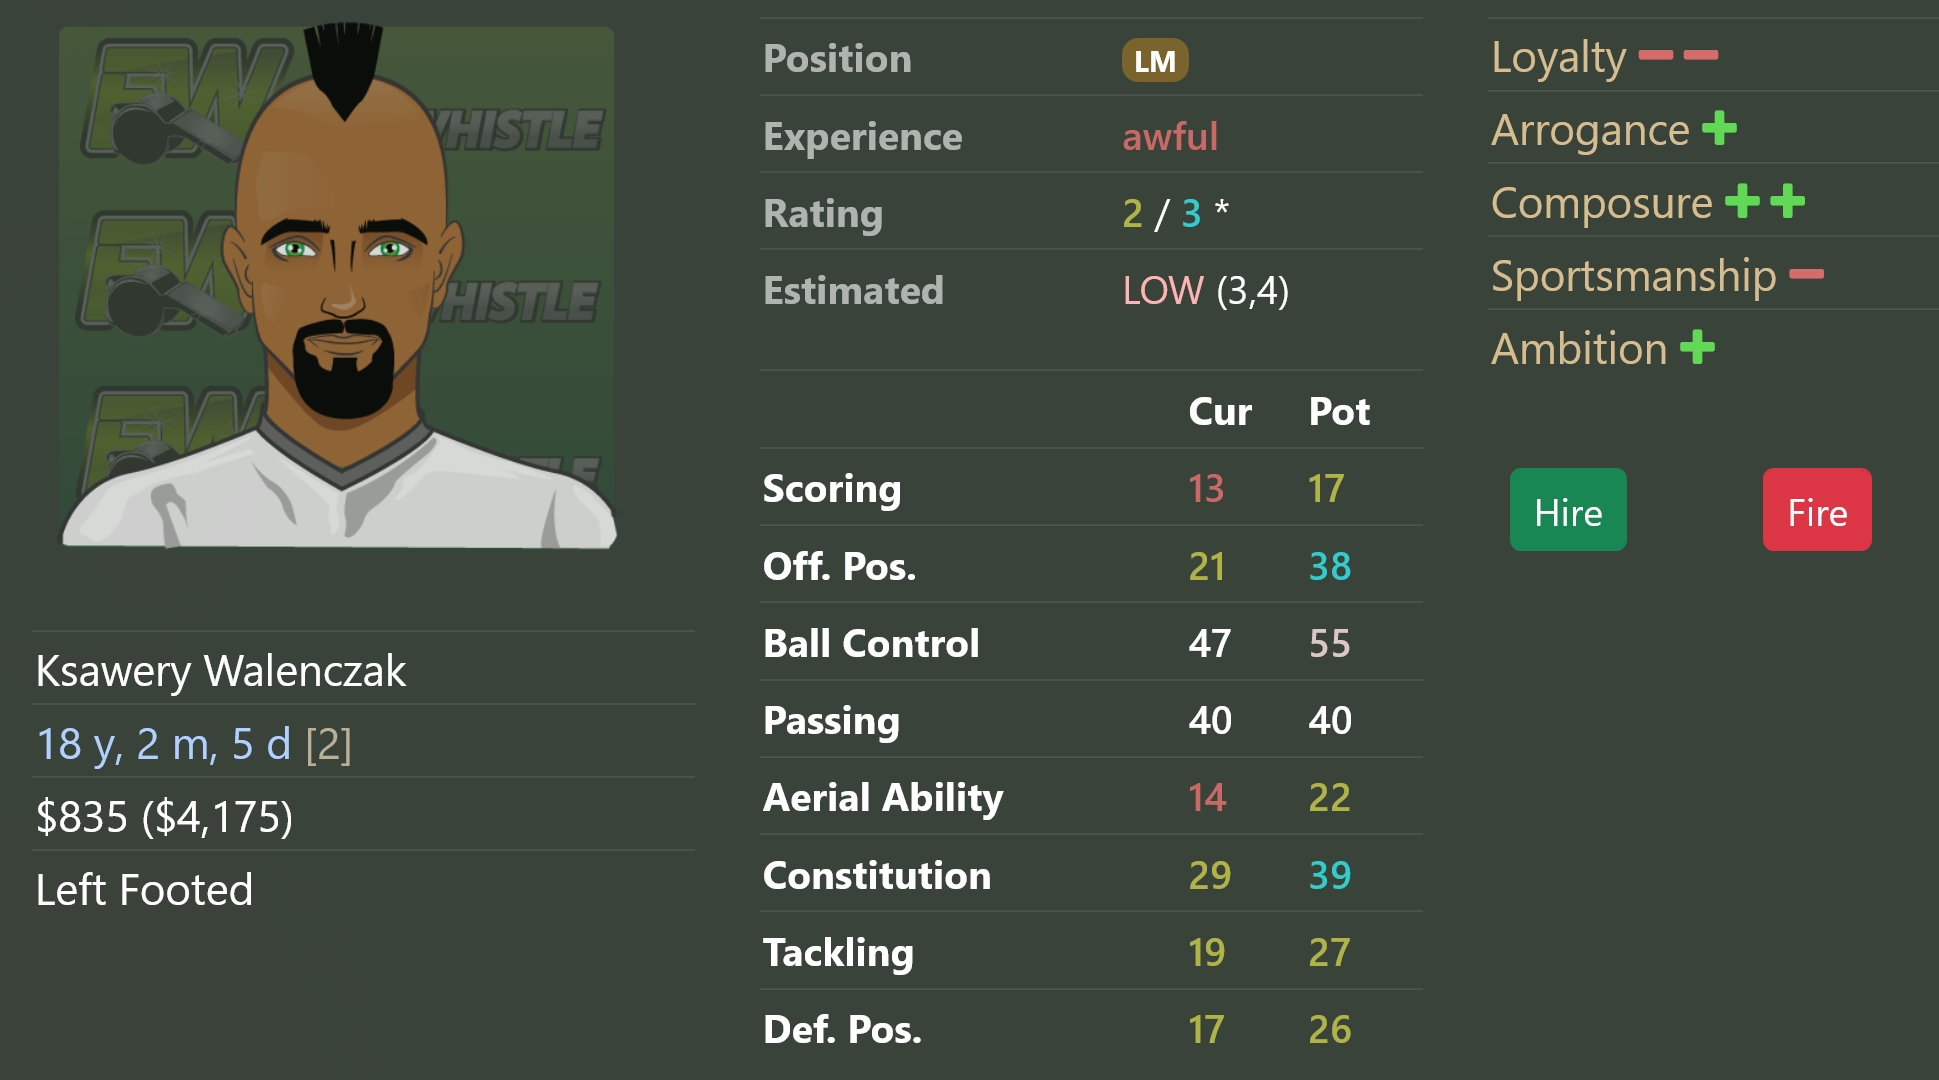 EW WHISTLE
EW WHISTLE
EW
Ksawery Walenczak
18 y, 2 m, 5 d [2]
$835 ($4,175)
Left Footed
Position LM
Experience awful
Rating 2 / 3 *
Estimated LOW (3,4)
Cur Pot
Scoring 13 17
Off. Pos. 21 38
Ball Control 47 55
Passing 40 40
Aerial Ability 14 22
Constitution 29 39
Tackling 19 27
Def. Pos. 17 26
Loyalty − −
Arrogance +
Composure + +
Sportsmanship −
Ambition +
Hire Fire